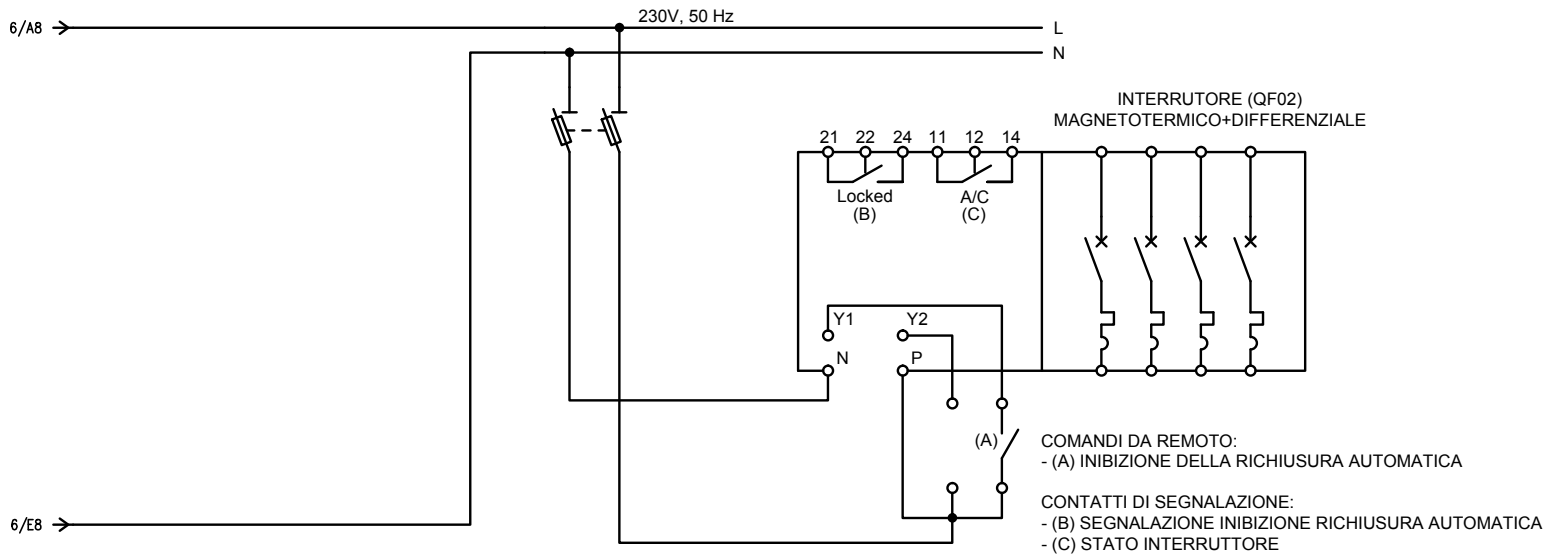 6/A8
230V, 50 Hz
L
N
INTERRUTORE (QF02)
MAGNETOTERMICO+DIFFERENZIALE
21 22 24 11 12 14
Locked
(B)
A/C
(C)
Y1 Y2
N P
(A)
COMANDI DA REMOTO:
- (A) INIBIZIONE DELLA RICHIUSURA AUTOMATICA
CONTATTI DI SEGNALAZIONE:
- (B) SEGNALAZIONE INIBIZIONE RICHIUSURA AUTOMATICA
- (C) STATO INTERRUTTORE
6/E8